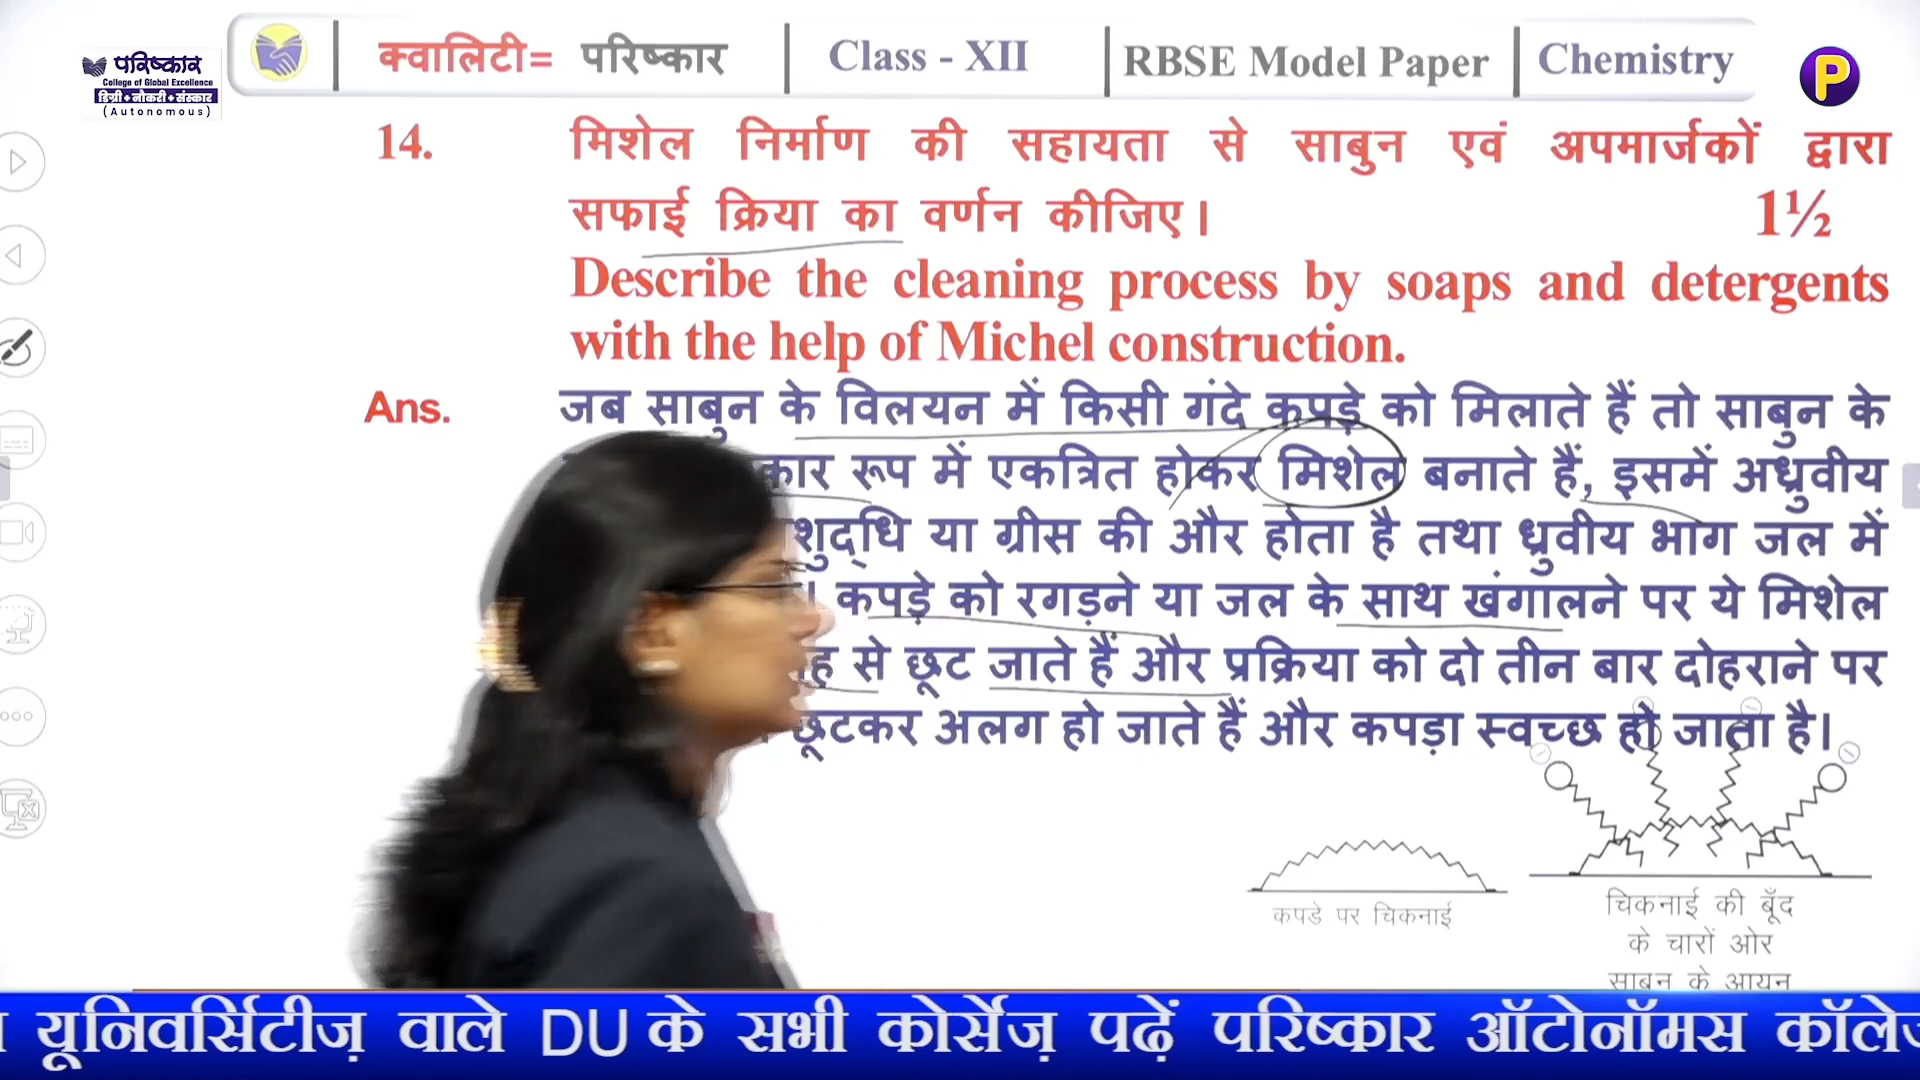 परिष्कार
College of Global Excellence
डिग्री + नौकरी + संस्कार
(Autonomous)
क्वालिटी= परिष्कार
Class - XII
RBSE Model Paper
Chemistry
P
14. मिशेल निर्माण की सहायता से साबुन एवं अपमार्जकों द्वारा
सफाई क्रिया का वर्णन कीजिए। 1½
Describe the cleaning process by soaps and detergents
with the help of Michel construction.
Ans. जब साबुन के विलयन में किसी गंदे कपड़े को मिलाते हैं तो साबुन के
रूप में एकत्रित होकर मिशेल बनाते हैं, इसमें अध्रुवीय
या ग्रीस की और होता है तथा ध्रुवीय भाग जल में
। कपड़े को रगड़ने या जल के साथ खंगालने पर ये मिशेल
से छूट जाते हैं और प्रक्रिया को दो तीन बार दोहराने पर
छूटकर अलग हो जाते हैं और कपड़ा स्वच्छ हो जाता है।
कपडे पर चिकनाई
चिकनाई की बूँद
के चारों ओर
साबुन के आयन
यूनिवर्सिटीज़ वाले DU के सभी कोर्सेज़ पढ़ें परिष्कार ऑटोनॉमस